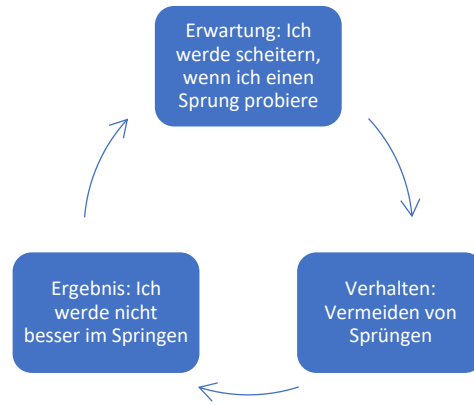 Erwartung: Ich
werde scheitern,
wenn ich einen
Sprung probiere
Verhalten:
Vermeiden von
Sprüngen
Ergebnis: Ich
werde nicht
besser im Springen